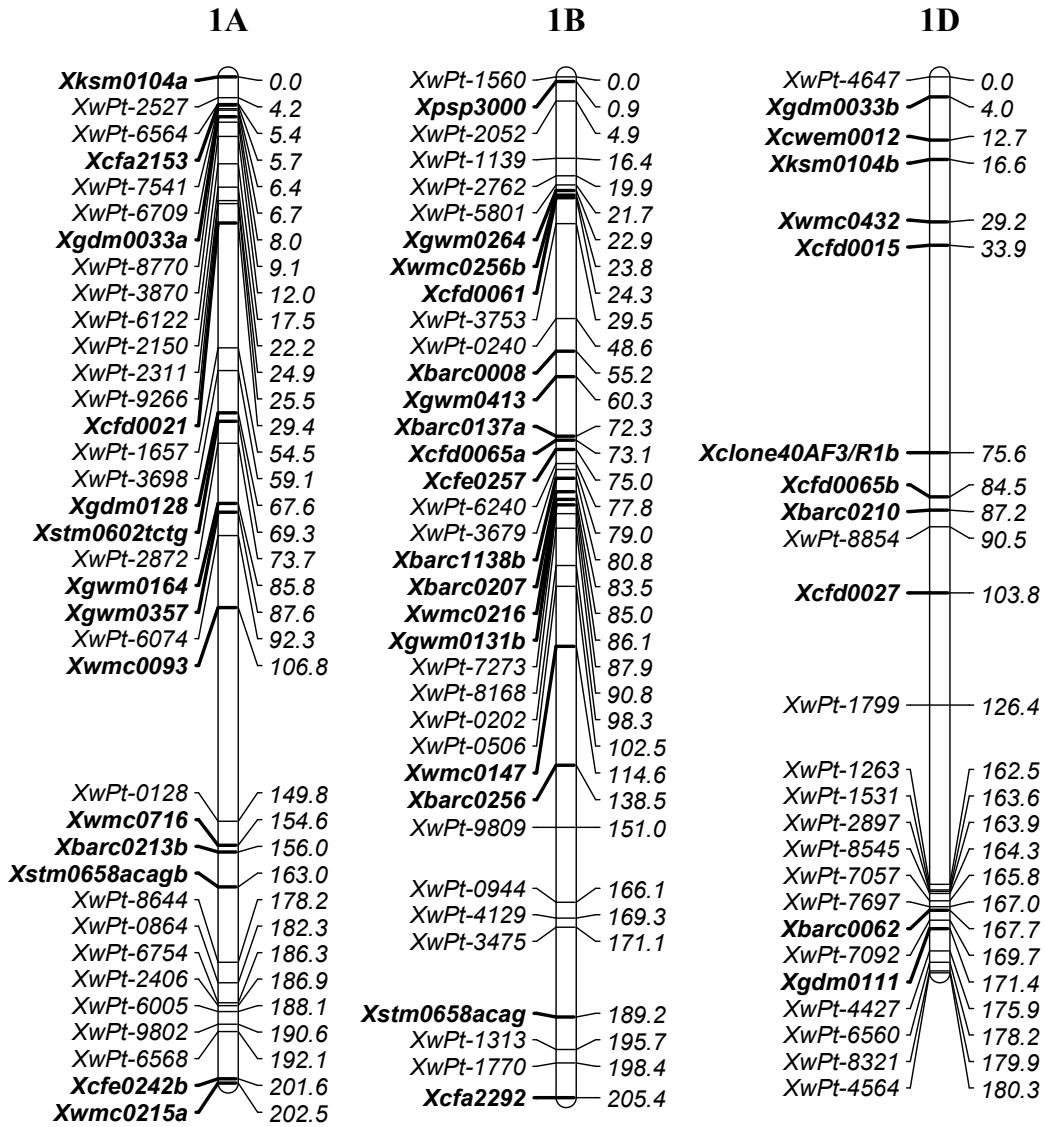 1A
Xksm0104a 0.0
XwPt-2527 4.2
XwPt-6564 5.4
Xcfa2153 5.7
XwPt-7541 6.4
XwPt-6709 6.7
Xgdm0033a 8.0
XwPt-8770 9.1
XwPt-3870 12.0
XwPt-6122 17.5
XwPt-2150 22.2
XwPt-2311 24.9
XwPt-9266 25.5
Xcfd0021 29.4
XwPt-1657 54.5
XwPt-3698 59.1
Xgdm0128 67.6
Xstm0602tctg 69.3
XwPt-2872 73.7
Xgwm0164 85.8
Xgwm0357 87.6
XwPt-6074 92.3
Xwmc0093 106.8
XwPt-0128 149.8
Xwmc0716 154.6
Xbarc0213b 156.0
Xstm0658acagb 163.0
XwPt-8644 178.2
XwPt-0864 182.3
XwPt-6754 186.3
XwPt-2406 186.9
XwPt-6005 188.1
XwPt-9802 190.6
XwPt-6568 192.1
Xcfe0242b 201.6
Xwmc0215a 202.5
1B
XwPt-1560 0.0
Xpsp3000 0.9
XwPt-2052 4.9
XwPt-1139 16.4
XwPt-2762 19.9
XwPt-5801 21.7
Xgwm0264 22.9
Xwmc0256b 23.8
Xcfd0061 24.3
XwPt-3753 29.5
XwPt-0240 48.6
Xbarc0008 55.2
Xgwm0413 60.3
Xbarc0137a 72.3
Xcfd0065a 73.1
Xcfe0257 75.0
XwPt-6240 77.8
XwPt-3679 79.0
Xbarc1138b 80.8
Xbarc0207 83.5
Xwmc0216 85.0
Xgwm0131b 86.1
XwPt-7273 87.9
XwPt-8168 90.8
XwPt-0202 98.3
XwPt-0506 102.5
Xwmc0147 114.6
Xbarc0256 138.5
XwPt-9809 151.0
XwPt-0944 166.1
XwPt-4129 169.3
XwPt-3475 171.1
Xstm0658acag 189.2
XwPt-1313 195.7
XwPt-1770 198.4
Xcfa2292 205.4
1D
XwPt-4647 0.0
Xgdm0033b 4.0
Xcwem0012 12.7
Xksm0104b 16.6
Xwmc0432 29.2
Xcfd0015 33.9
Xclone40AF3/R1b 75.6
Xcfd0065b 84.5
Xbarc0210 87.2
XwPt-8854 90.5
Xcfd0027 103.8
XwPt-1799 126.4
XwPt-1263 162.5
XwPt-1531 163.6
XwPt-2897 163.9
XwPt-8545 164.3
XwPt-7057 165.8
XwPt-7697 167.0
Xbarc0062 167.7
XwPt-7092 169.7
Xgdm0111 171.4
XwPt-4427 175.9
XwPt-6560 178.2
XwPt-8321 179.9
XwPt-4564 180.3